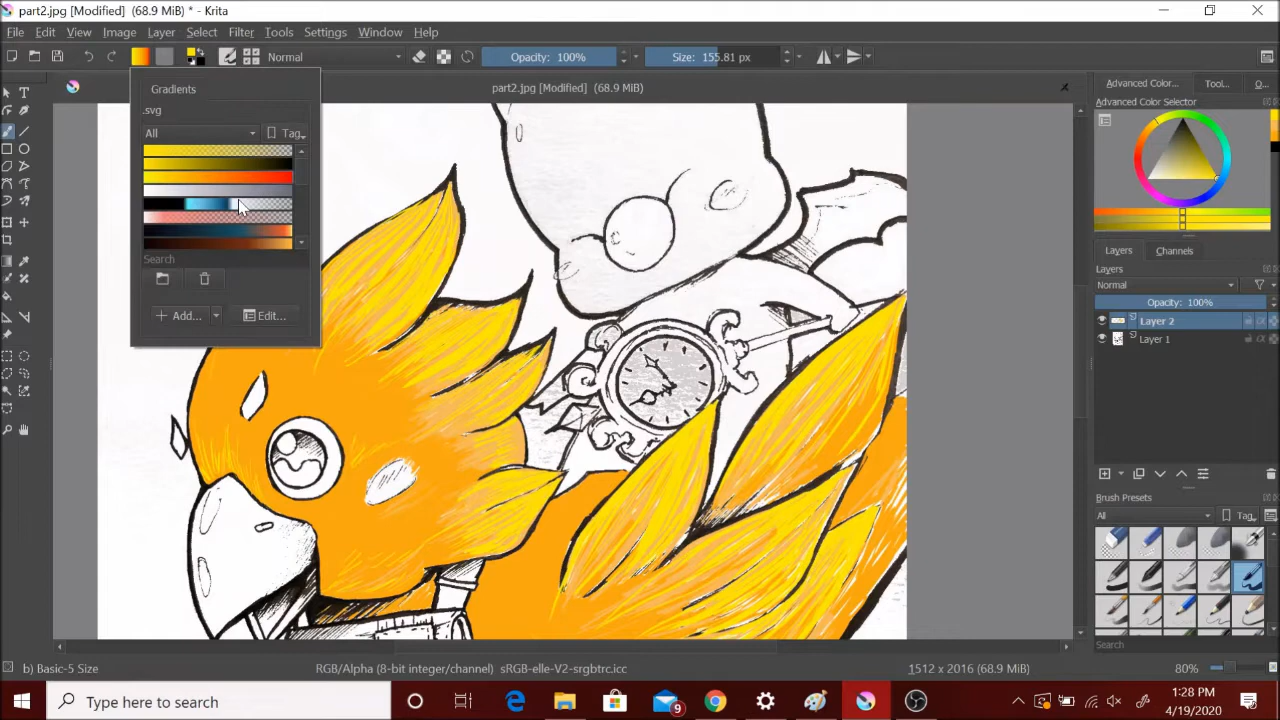 part2.jpg [Modified]  (68.9 MiB) * - Krita
File Edit View Image Layer Select Filter Tools Settings Window Help
Normal
Opacity: 100%
Size: 155.81 px
part2.jpg [Modified]  (68.9 MiB)
Gradients
.svg
All
Tag
Search
Add...
Edit...
Advanced Color...
Tool...
O...
Advanced Color Selector
Layers
Channels
Layers
Normal
Opacity: 100%
Layer 2
Layer 1
Brush Presets
All
Tag
Search
b) Basic-5 Size
RGB/Alpha (8-bit integer/channel)  sRGB-elle-V2-srgbtrc.icc
1512 x 2016 (68.9 MiB)
80%
Type here to search
9
1:28 PM
4/19/2020